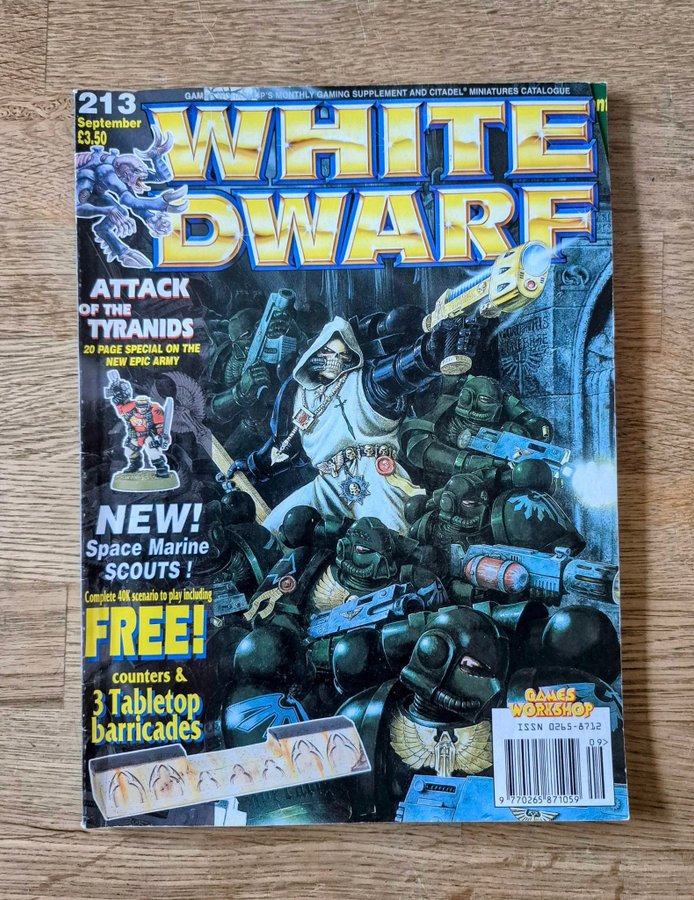 213
September
£3.50
GAMES WORKSHOP'S MONTHLY GAMING SUPPLEMENT AND CITADEL® MINIATURES CATALOGUE
WHITE
DWARF
ATTACK
OF THE
TYRANIDS
20 PAGE SPECIAL ON THE
NEW EPIC ARMY
NEW!
Space Marine
SCOUTS !
Complete 40K scenario to play including
FREE!
counters &
3 Tabletop
barricades
GAMES
WORKSHOP
ISSN 0265-8712
09>
9 770265 871059